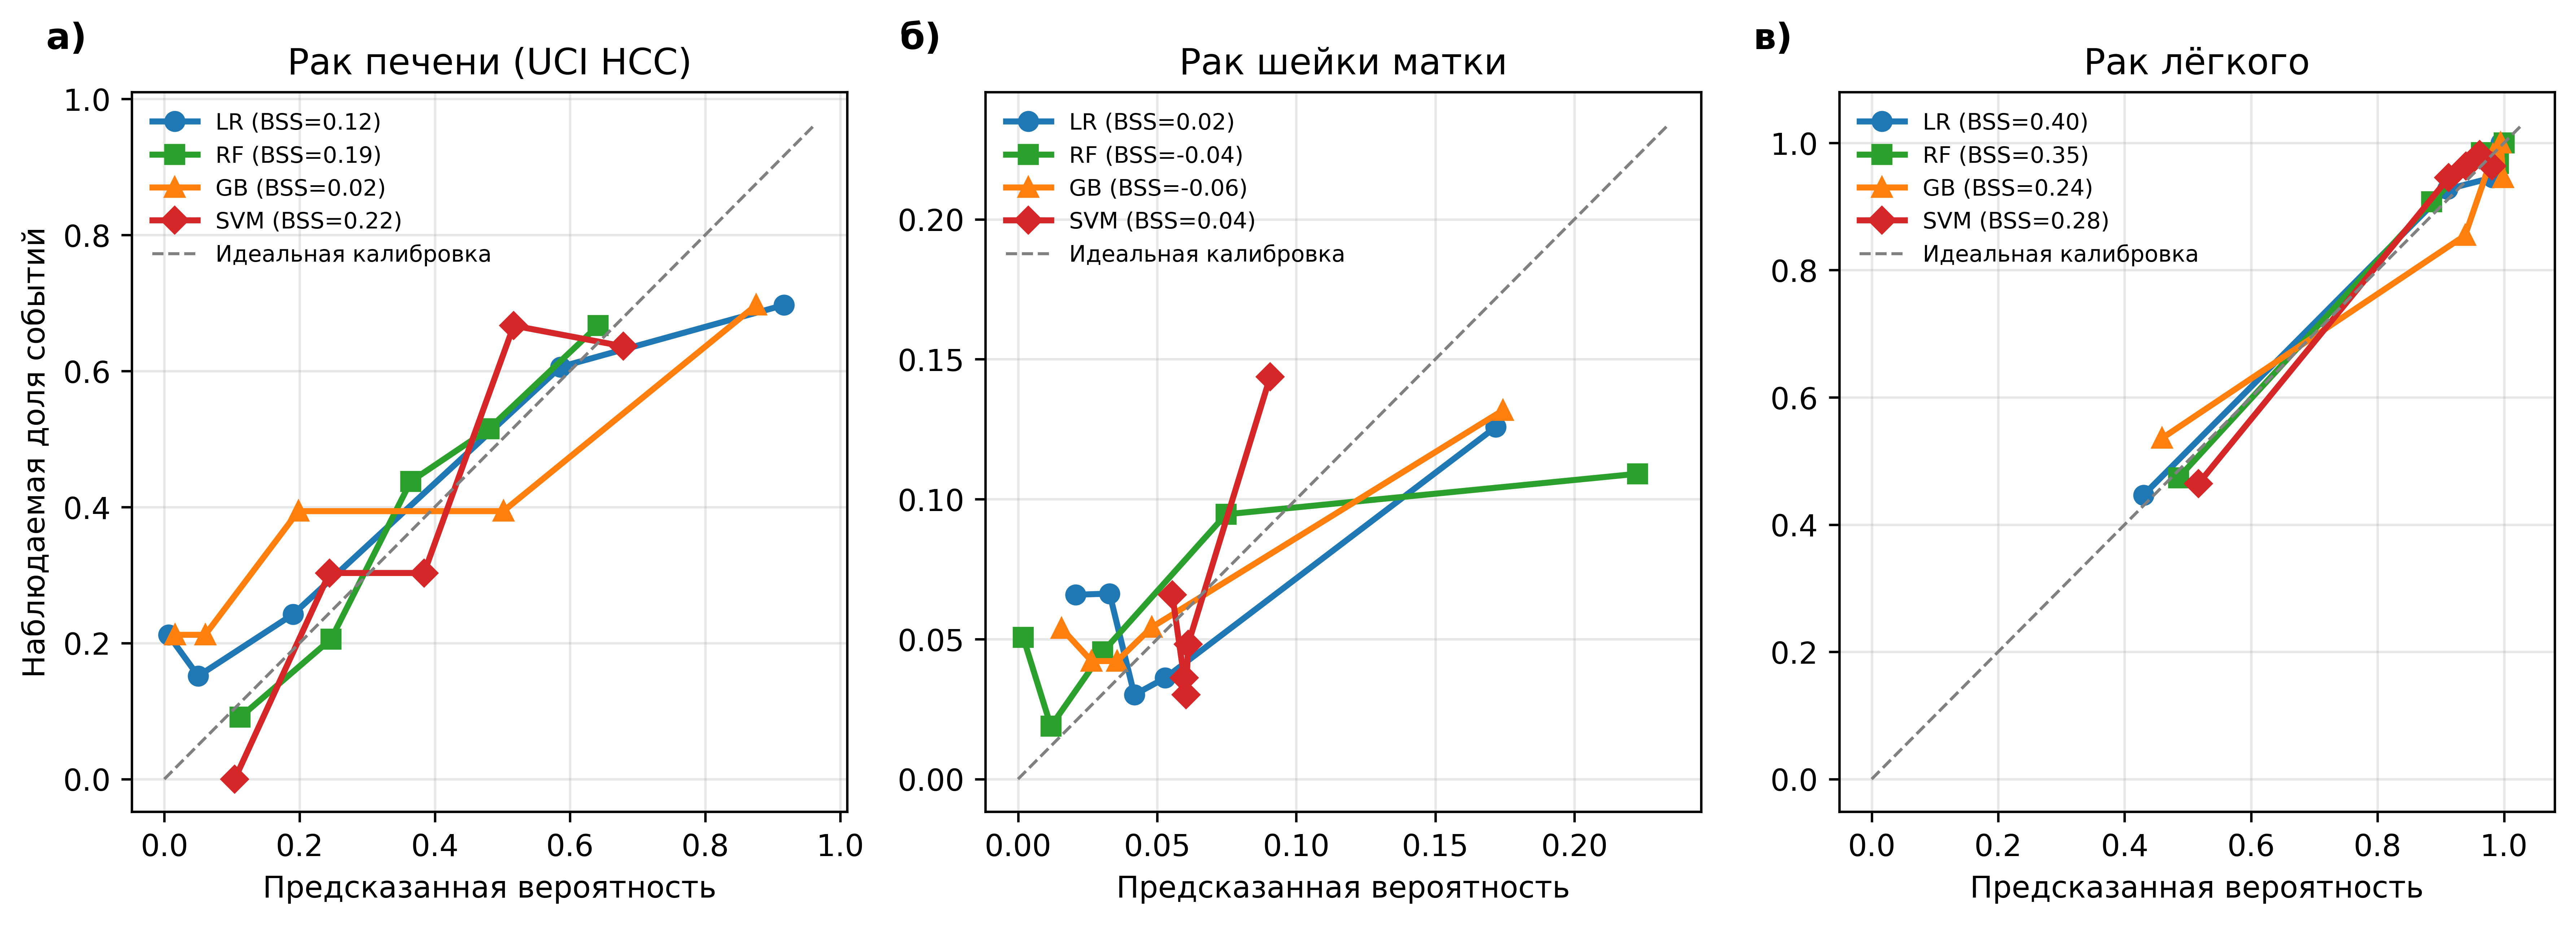 а)
Рак печени (UCI HCC)
LR (BSS=0.12)
RF (BSS=0.19)
GB (BSS=0.02)
SVM (BSS=0.22)
Идеальная калибровка
Наблюдаемая доля событий
1.0
0.8
0.6
0.4
0.2
0.0
0.0 0.2 0.4 0.6 0.8 1.0
Предсказанная вероятность
б)
Рак шейки матки
LR (BSS=0.02)
RF (BSS=-0.04)
GB (BSS=-0.06)
SVM (BSS=0.04)
Идеальная калибровка
0.20
0.15
0.10
0.05
0.00
0.00 0.05 0.10 0.15 0.20
Предсказанная вероятность
в)
Рак лёгкого
LR (BSS=0.40)
RF (BSS=0.35)
GB (BSS=0.24)
SVM (BSS=0.28)
Идеальная калибровка
1.0
0.8
0.6
0.4
0.2
0.0
0.0 0.2 0.4 0.6 0.8 1.0
Предсказанная вероятность